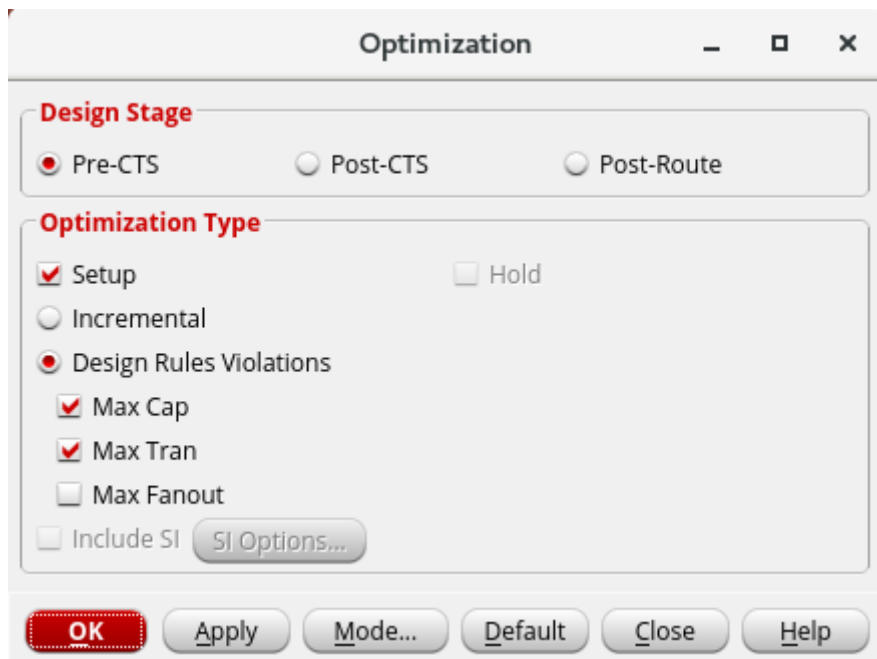 Optimization
Design Stage
Pre-CTS Post-CTS Post-Route
Optimization Type
Setup Hold
Incremental
Design Rules Violations
Max Cap
Max Tran
Max Fanout
Include SI SI Options...
OK Apply Mode... Default Close Help